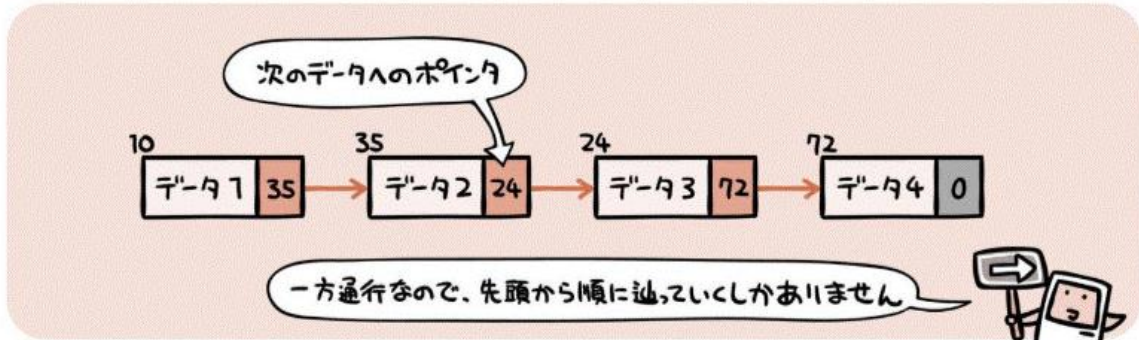 次のデータへのポインタ
10
35
24
72
データ1
35
データ2
24
データ3
72
データ4
0
一方通行なので、先頭から順に辿っていくしかありません